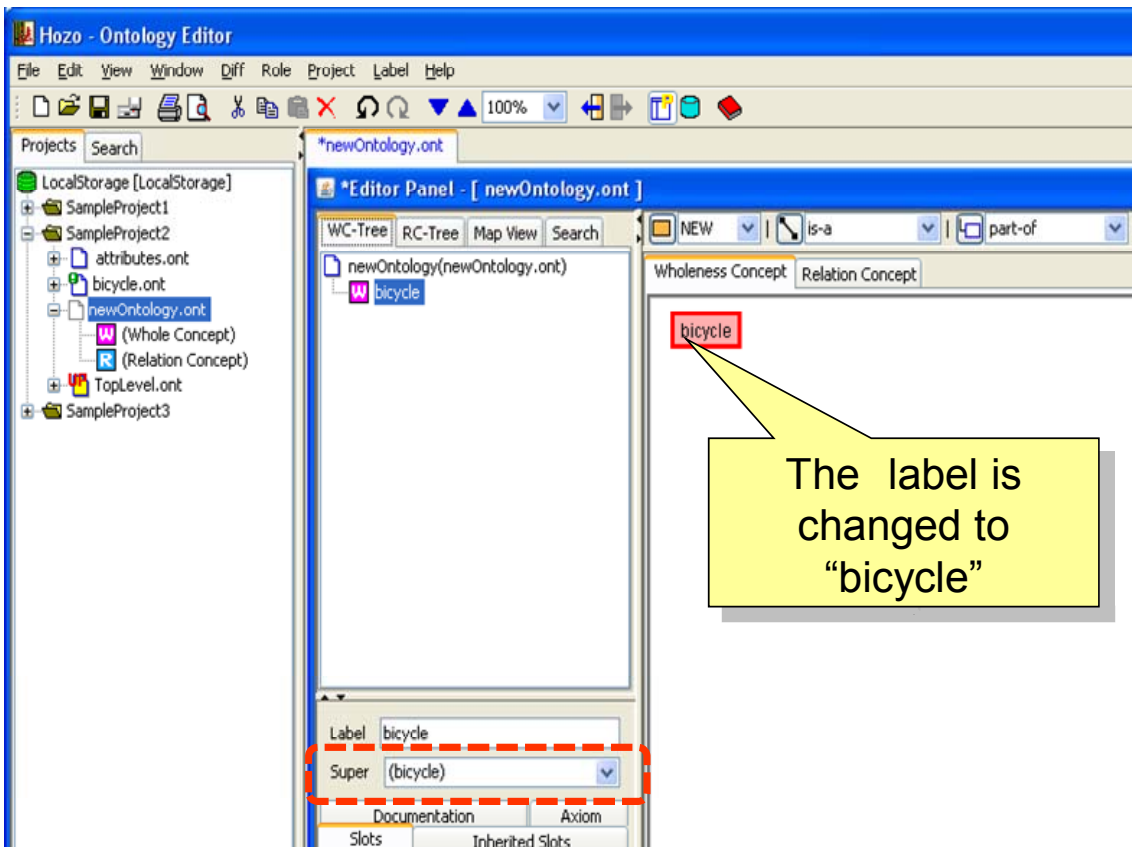 Hozo - Ontology Editor
File Edit View Window Diff Role Project Label Help
100%
Projects Search
*newOntology.ont
LocalStorage [LocalStorage]
SampleProject1
SampleProject2
attributes.ont
bicycle.ont
newOntology.ont
W (Whole Concept)
R (Relation Concept)
UP TopLevel.ont
SampleProject3
*Editor Panel - [ newOntology.ont ]
WC-Tree RC-Tree Map View Search
newOntology(newOntology.ont)
W bicycle
NEW | is-a | part-of
Wholeness Concept Relation Concept
bicycle
The label is
changed to
“bicycle”
Label bicycle
Super (bicycle)
Documentation Axiom
Slots Inherited Slots